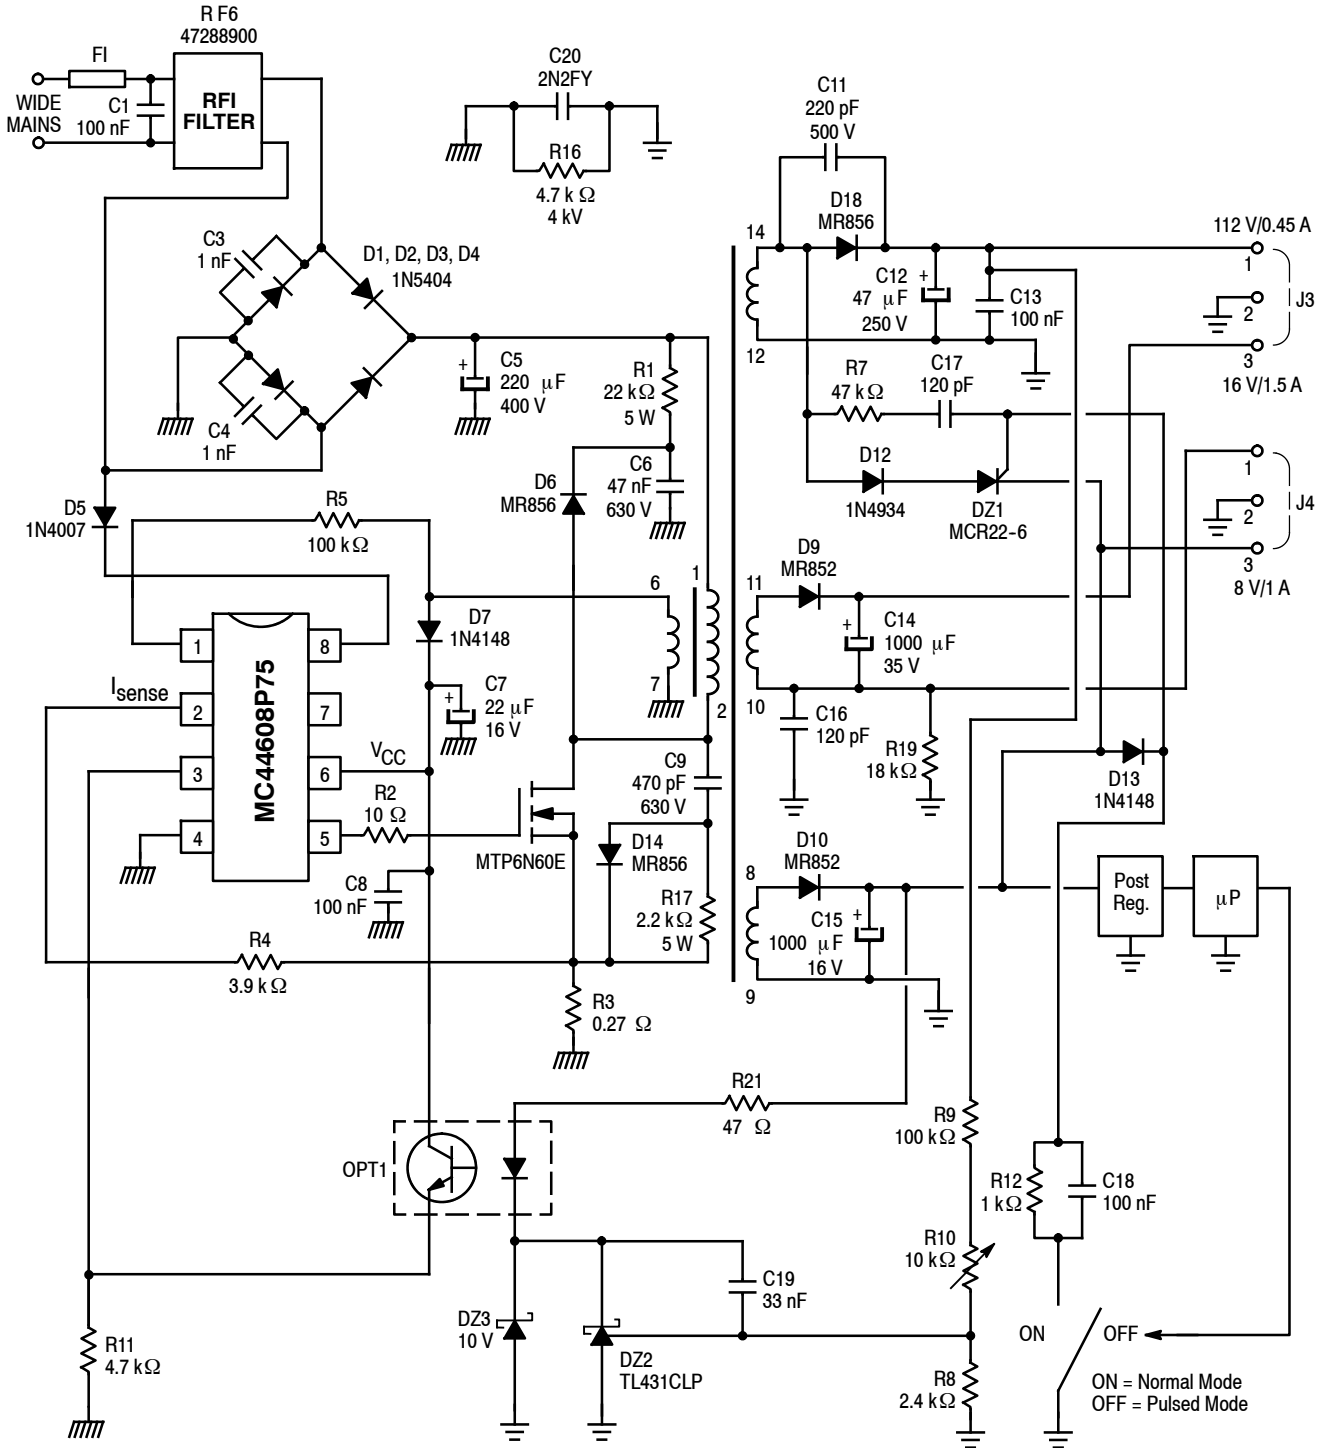 R F6
47288900
FI
WIDE
MAINS
C1
100 nF
RFI
FILTER
C20
2N2FY
R16
4.7 k Ω
4 kV
C11
220 pF
500 V
D18
MR856
14
12
C12
+
47 µF
250 V
C13
100 nF
112 V/0.45 A
1
2
3
J3
16 V/1.5 A
C3
1 nF
D1, D2, D3, D4
1N5404
C4
1 nF
+
C5
220 µF
400 V
R1
22 kΩ
5 W
R7
47 kΩ
C17
120 pF
D12
1N4934
DZ1
MCR22-6
1
2
3
J4
8 V/1 A
D5
1N4007
R5
100 kΩ
D6
MR856
C6
47 nF
630 V
D9
MR852
11
10
+
C14
1000 µF
35 V
6
7
1
2
D7
1N4148
+
C7
22 µF
16 V
MC44608P75
1
2
3
4
8
7
6
5
Isense
VCC
R2
10 Ω
MTP6N60E
C9
470 pF
630 V
D14
MR856
R17
2.2 kΩ
5 W
C16
120 pF
R19
18 kΩ
D13
1N4148
D10
MR852
8
9
C15
+
1000 µF
16 V
Post
Reg.
µP
C8
100 nF
R4
3.9 k Ω
R3
0.27 Ω
R21
47 Ω
OPT1
R9
100 kΩ
R12
1 kΩ
C18
100 nF
R10
10 kΩ
C19
33 nF
DZ3
10 V
DZ2
TL431CLP
R11
4.7 kΩ
R8
2.4 kΩ
ON
OFF
ON = Normal Mode
OFF = Pulsed Mode